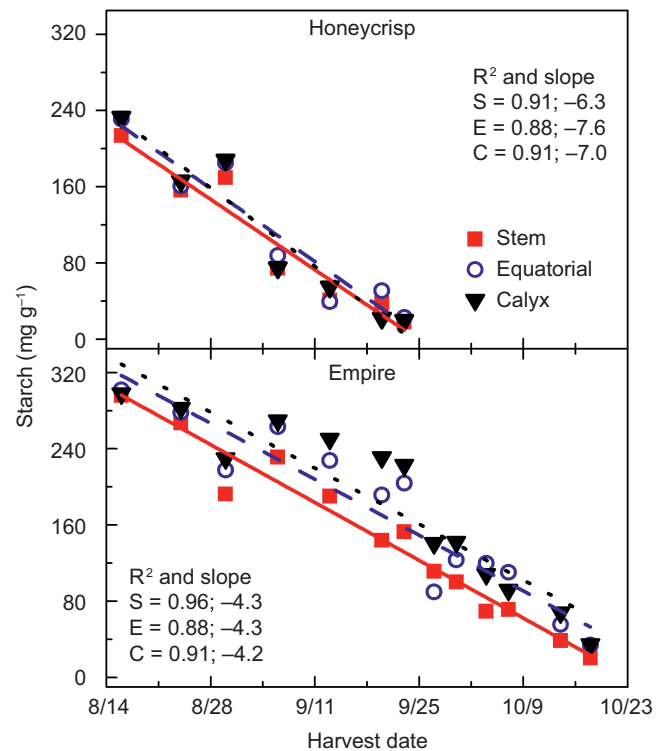 Honeycrisp
R² and slope
S = 0.91; –6.3
E = 0.88; –7.6
C = 0.91; –7.0
Stem
Equatorial
Calyx
320
240
160
80
0
Starch (mg g⁻¹)
Empire
320
240
160
80
0
R² and slope
S = 0.96; –4.3
E = 0.88; –4.3
C = 0.91; –4.2
8/14 8/28 9/11 9/25 10/9 10/23
Harvest date